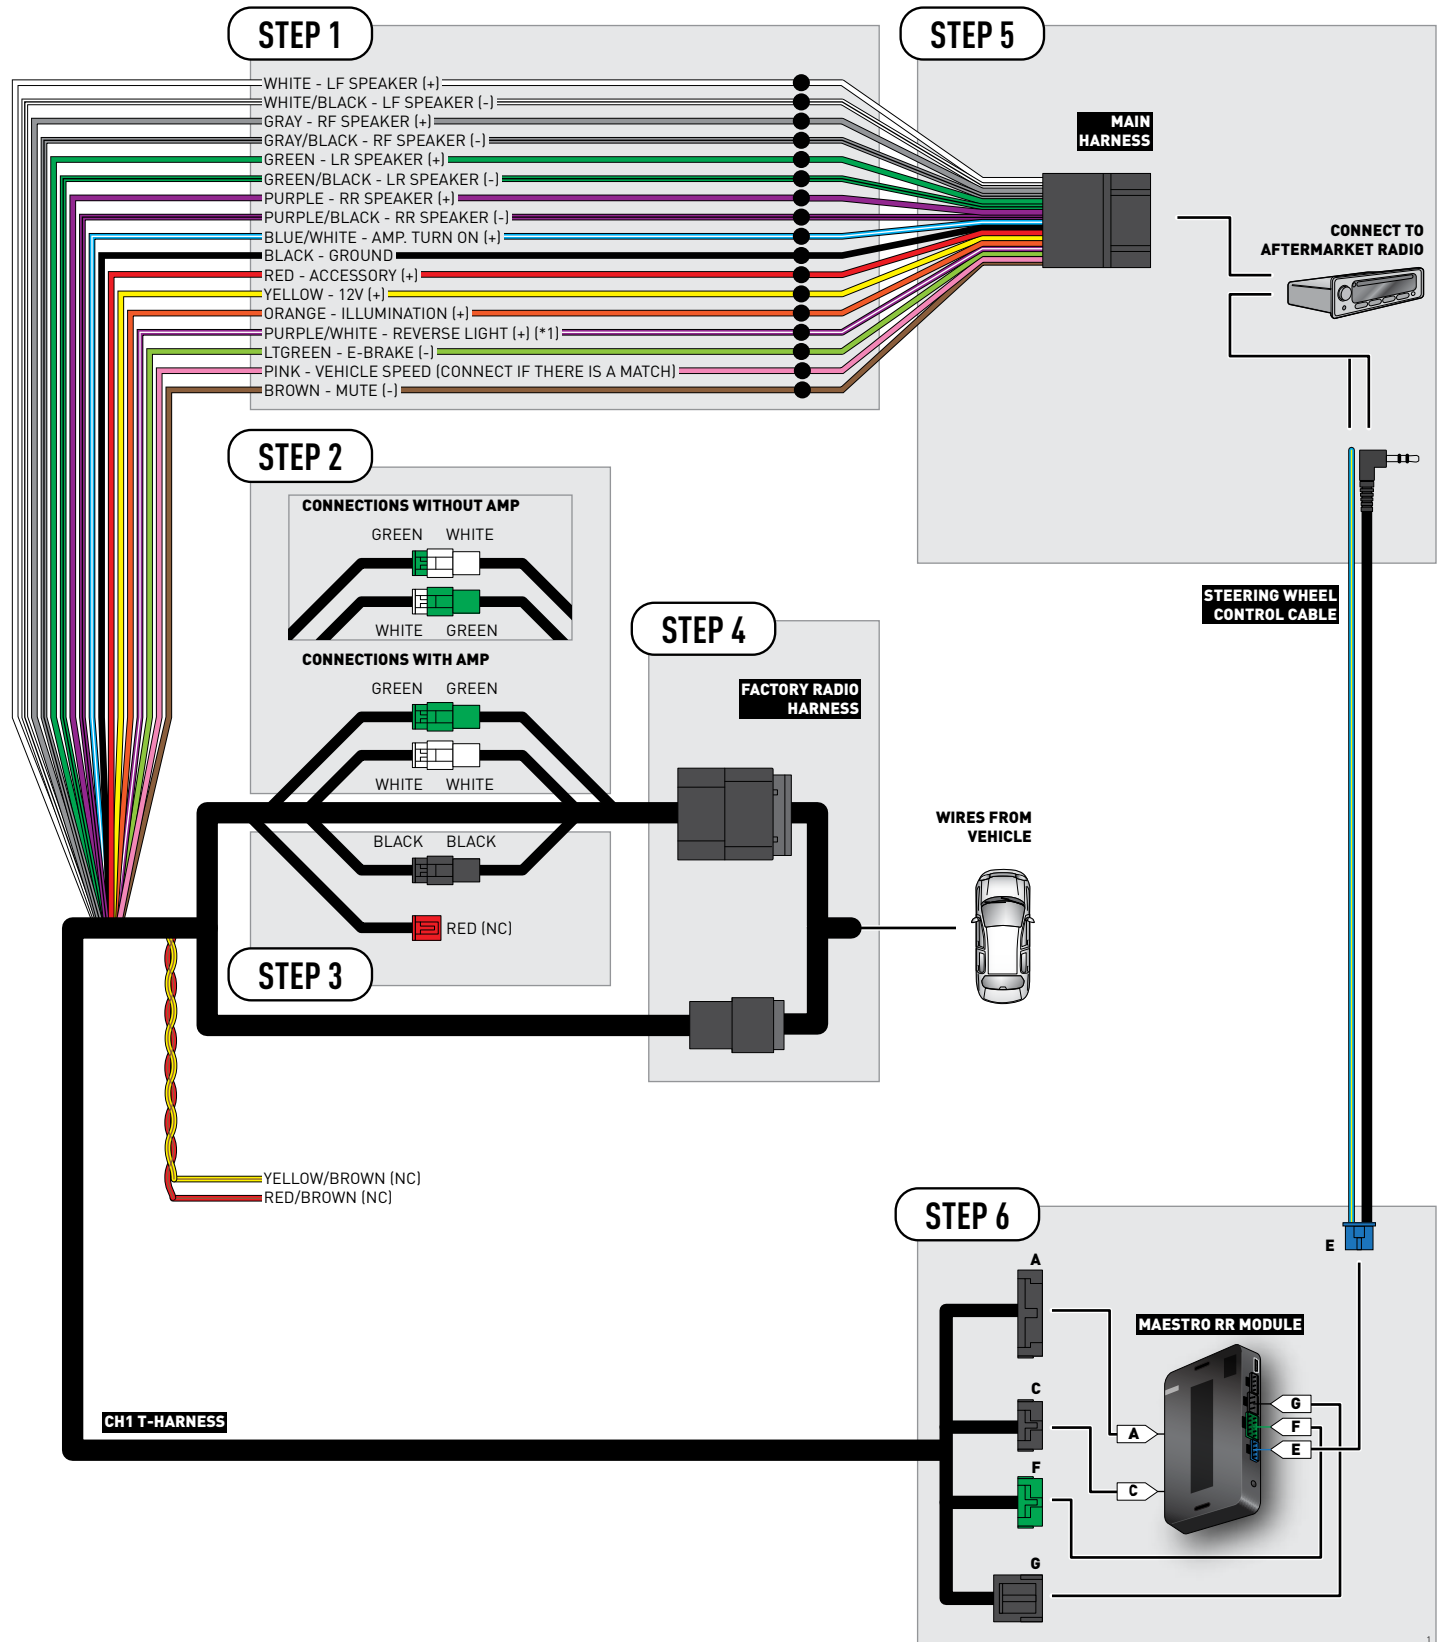 STEP 1
WHITE - LF SPEAKER (+)
WHITE/BLACK - LF SPEAKER (-)
GRAY - RF SPEAKER (+)
GRAY/BLACK - RF SPEAKER (-)
GREEN - LR SPEAKER (+)
GREEN/BLACK - LR SPEAKER (-)
PURPLE - RR SPEAKER (+)
PURPLE/BLACK - RR SPEAKER (-)
BLUE/WHITE - AMP. TURN ON (+)
BLACK - GROUND
RED - ACCESSORY (+)
YELLOW - 12V (+)
ORANGE - ILLUMINATION (+)
PURPLE/WHITE - REVERSE LIGHT (+) (*1)
LTGREEN - E-BRAKE (-)
PINK - VEHICLE SPEED (CONNECT IF THERE IS A MATCH)
BROWN - MUTE (-)
STEP 5
MAIN
HARNESS
CONNECT TO
AFTERMARKET RADIO
STEERING WHEEL
CONTROL CABLE
STEP 2
CONNECTIONS WITHOUT AMP
GREEN WHITE
WHITE GREEN
CONNECTIONS WITH AMP
GREEN GREEN
WHITE WHITE
BLACK BLACK
RED (NC)
STEP 3
STEP 4
FACTORY RADIO
HARNESS
WIRES FROM
VEHICLE
YELLOW/BROWN (NC)
RED/BROWN (NC)
CH1 T-HARNESS
STEP 6
E
A
MAESTRO RR MODULE
C
F
G
A
C
G
F
E
1